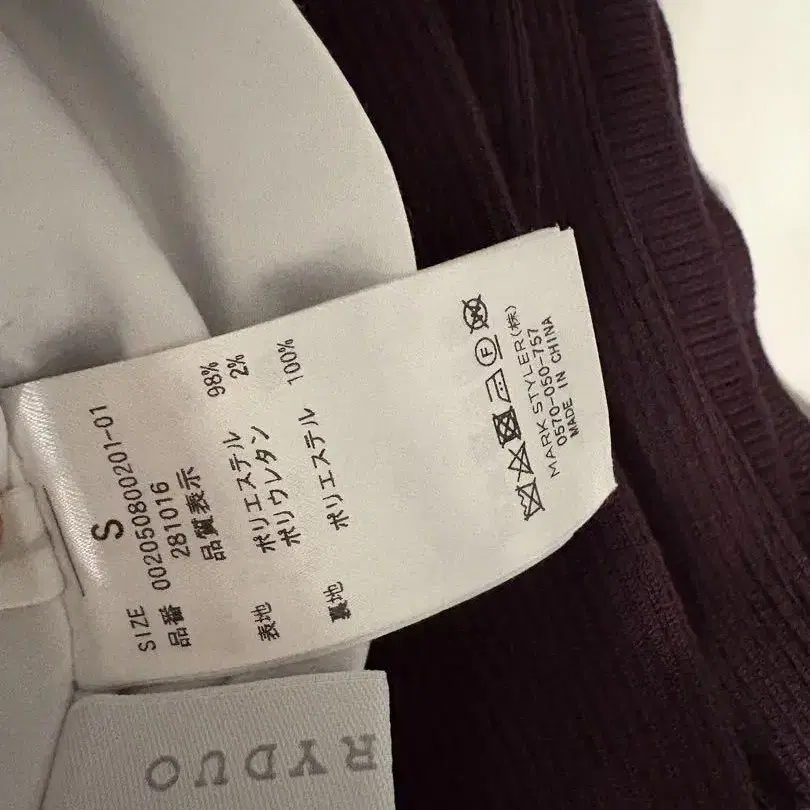 SIZE S
品番 002050800201-01
281016
品質表示
表地 ポリエステル 98%
ポリウレタン 2%
裏地 ポリエステル 100%
F
MARK STYLER(株)
0570-050-757
MADE IN CHINA
RYDUO